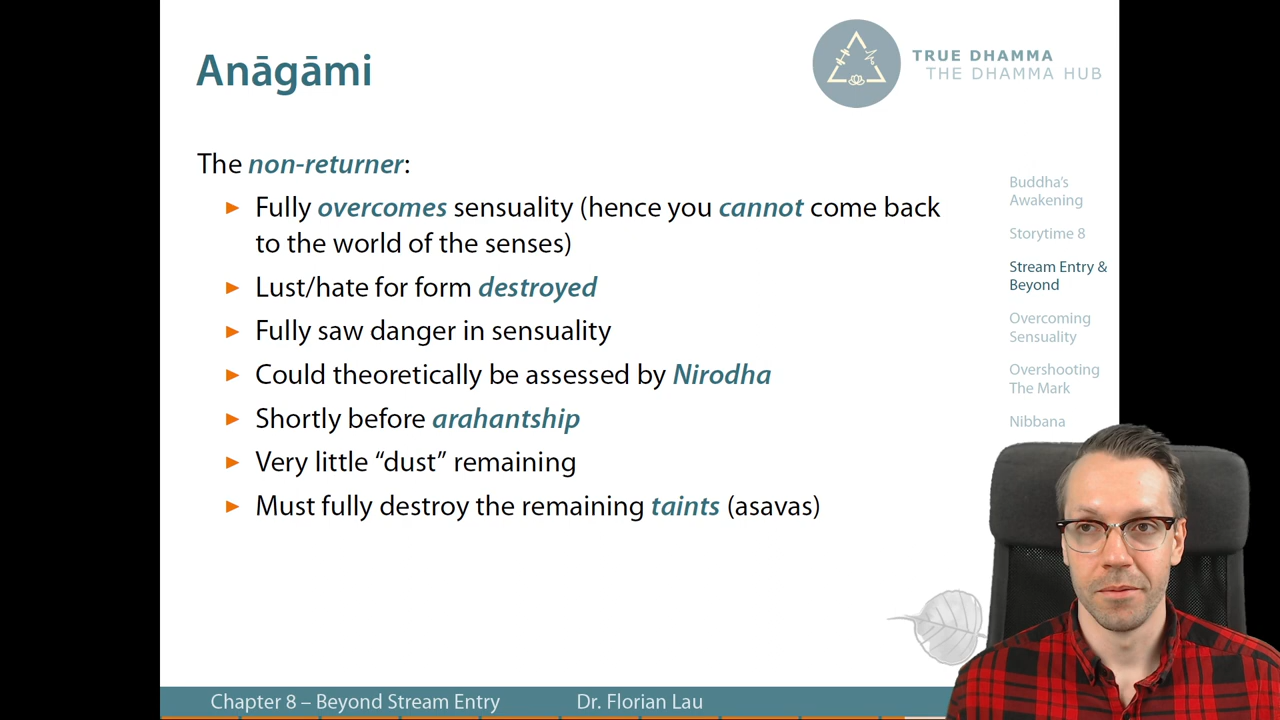 Anāgāmi
TRUE DHAMMA
THE DHAMMA HUB
The non-returner:
Fully overcomes sensuality (hence you cannot come back
to the world of the senses)
Lust/hate for form destroyed
Fully saw danger in sensuality
Could theoretically be assessed by Nirodha
Shortly before arahantship
Very little “dust” remaining
Must fully destroy the remaining taints (asavas)
Buddha’s
Awakening
Storytime 8
Stream Entry &
Beyond
Overcoming
Sensuality
Overshooting
The Mark
Nibbana
Chapter 8 – Beyond Stream Entry
Dr. Florian Lau